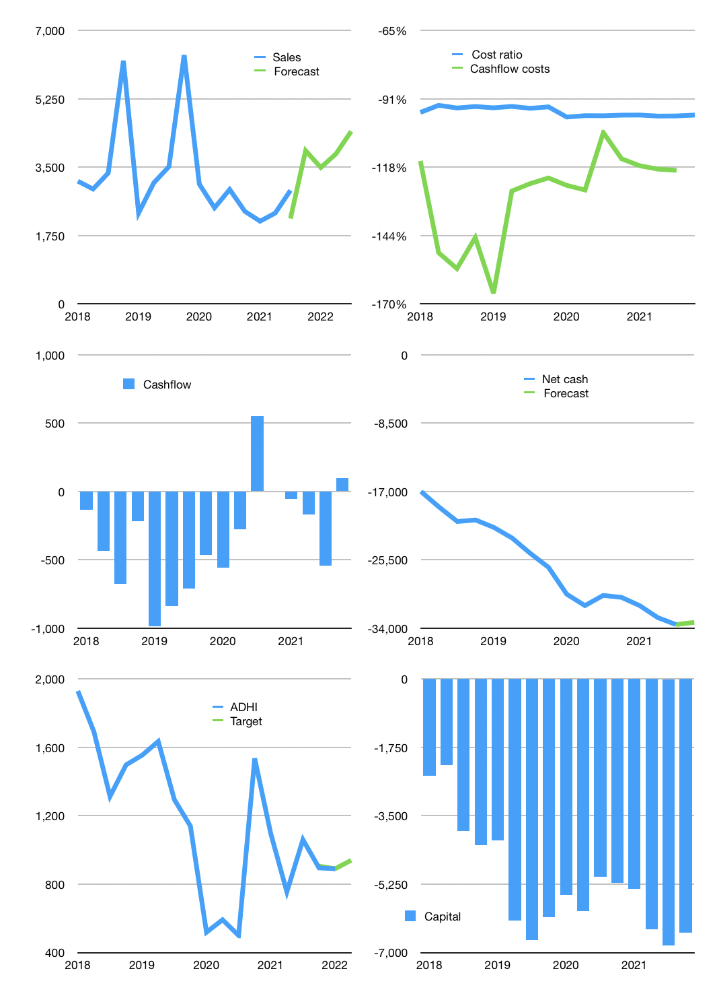 7,000
5,250
3,500
1,750
0
Sales
Forecast
2018 2019 2020 2021 2022
-65%
-91%
-118%
-144%
-170%
Cost ratio
Cashflow costs
2018 2019 2020 2021
1,000
500
0
-500
-1,000
Cashflow
2018 2019 2020 2021
0
-8,500
-17,000
-25,500
-34,000
Net cash
Forecast
2018 2019 2020 2021
2,000
1,600
1,200
800
400
ADHI
Target
2018 2019 2020 2021 2022
0
-1,750
-3,500
-5,250
-7,000
Capital
2018 2019 2020 2021